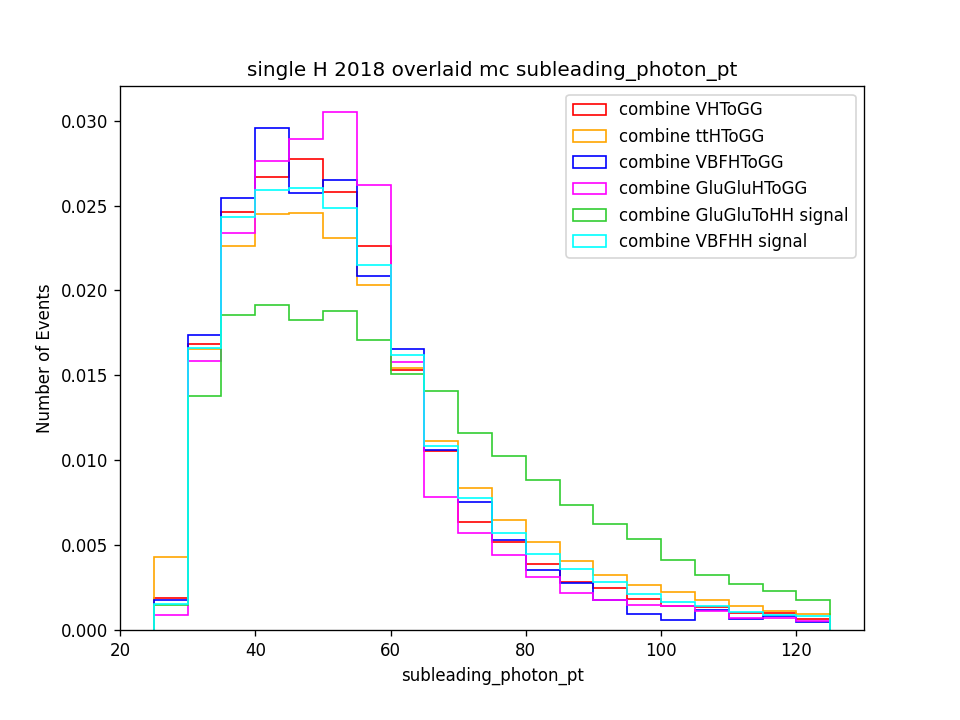 single H 2018 overlaid mc subleading_photon_pt
combine VHToGG
combine ttHToGG
combine VBFHToGG
combine GluGluHToGG
combine GluGluToHH signal
combine VBFHH signal
Number of Events
0.030
0.025
0.020
0.015
0.010
0.005
0.000
20 40 60 80 100 120
subleading_photon_pt